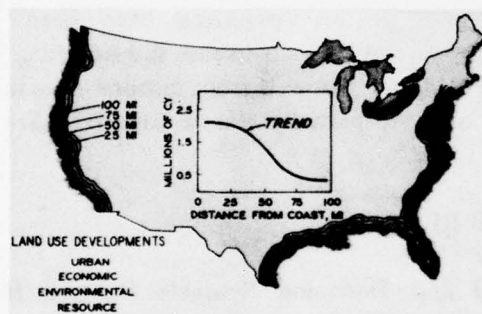 100 MI
75 MI
50 MI
25 MI
MILLIONS OF CY
2.5
1.5
0.5
TREND
0
25
50
75
100
DISTANCE FROM COAST, MI
LAND USE DEVELOPMENTS
URBAN
ECONOMIC
ENVIRONMENTAL
RESOURCE